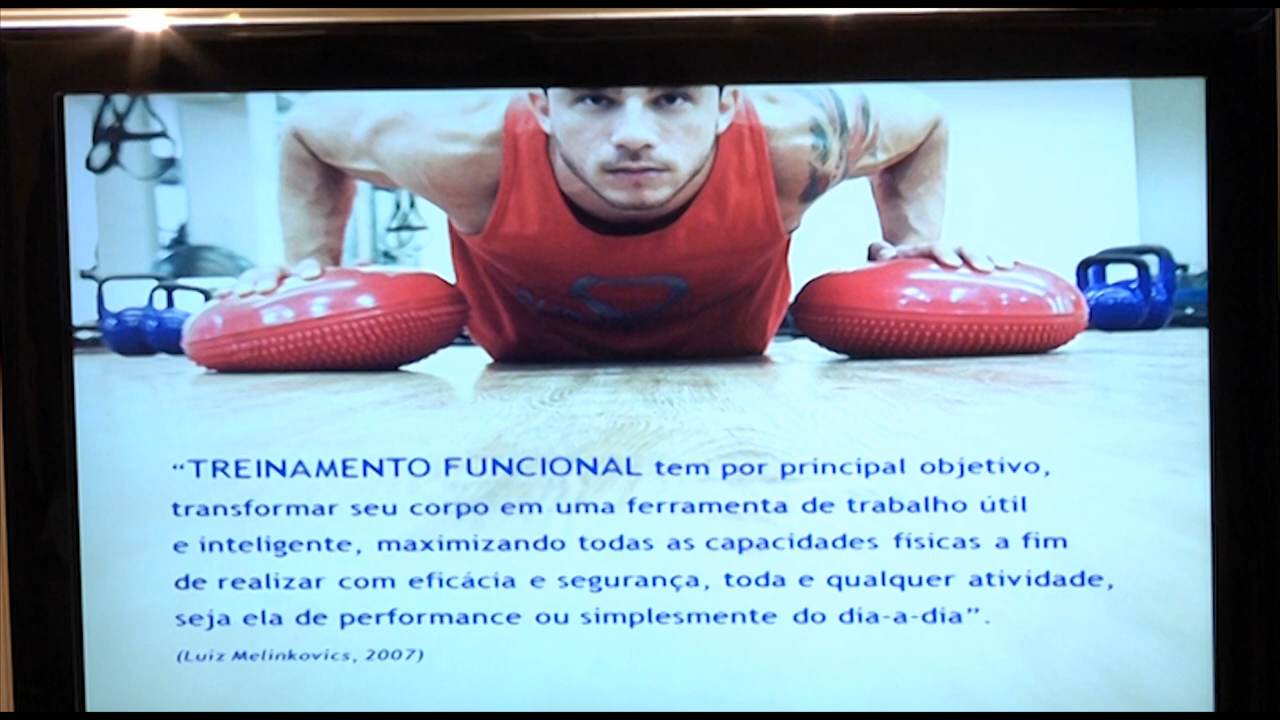 “TREINAMENTO FUNCIONAL tem por principal objetivo,
transformar seu corpo em uma ferramenta de trabalho útil
e inteligente, maximizando todas as capacidades físicas a fim
de realizar com eficácia e segurança, toda e qualquer atividade,
seja ela de performance ou simplesmente do dia-a-dia”.
(Luiz Melinkovics, 2007)